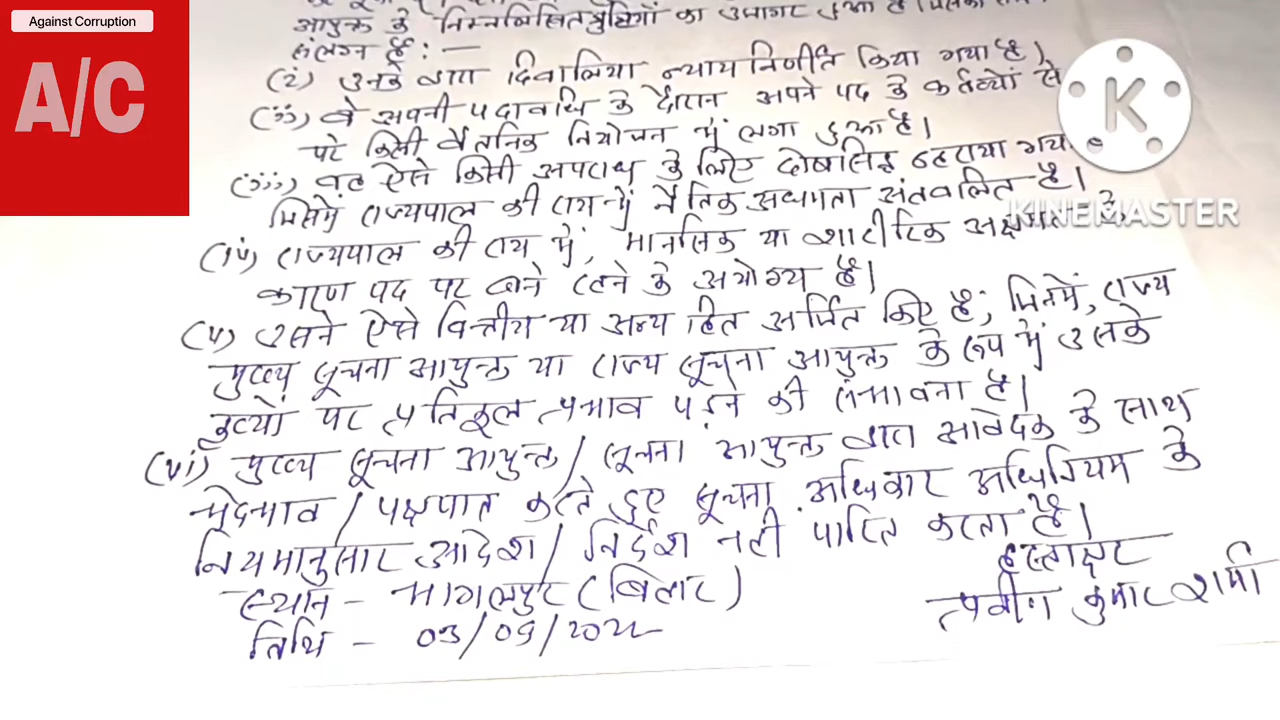 Against Corruption
A/C
आयुक्त के निम्नलिखित त्रुटियों का उजागर हुआ है
संलग्न है : —
(i) उनके द्वारा दिवालिया न्याय निर्णीत किया गया है।
(ii) वे अपनी पदावधि के दौरान अपने पद के कर्तव्यों से
परे किसी वैतनिक नियोजन में लगा हुआ है।
(iii) वह ऐसे किसी अपराध के लिए दोषसिद्ध ठहराया गया
जिसमें राज्यपाल की राय में नैतिक अधमता अंतवलित है।
(iv) राज्यपाल की राय में, मानसिक या शारीरिक अक्षमता के
कारण पद पर बने रहने के अयोग्य है।
(v) उसने ऐसे वित्तीय या अन्य हित अर्जित किए हैं, जिनमें, राज्य
मुख्य सूचना आयुक्त या राज्य सूचना आयुक्त के रूप में उसके
कृत्यों पर प्रतिकूल प्रभाव पड़ने की संभावना है।
(vi) मुख्य सूचना आयुक्त / सूचना आयुक्त द्वारा आवेदक के साथ
भेदभाव / पक्षपात करते हुए सूचना अधिकार अधिनियम के
नियमानुसार आदेश / निर्देश नहीं पारित करता है।
हस्ताक्षर
स्थान - भागलपुर (बिहार)
प्रवीण कुमार शर्मा
तिथि - 03/09/2022
K
KINEMASTER